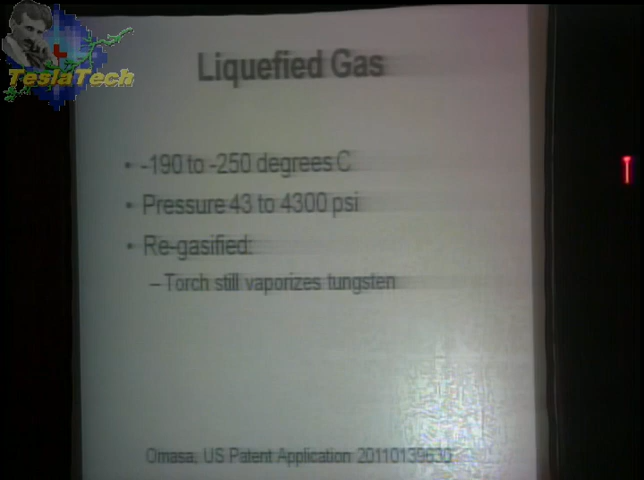 TeslaTech
Liquefied Gas
• -190 to -250 degrees C
• Pressure 43 to 4300 psi
• Re-gasified:
– Torch still vaporizes tungsten
Omasa, US Patent Application 20110139630